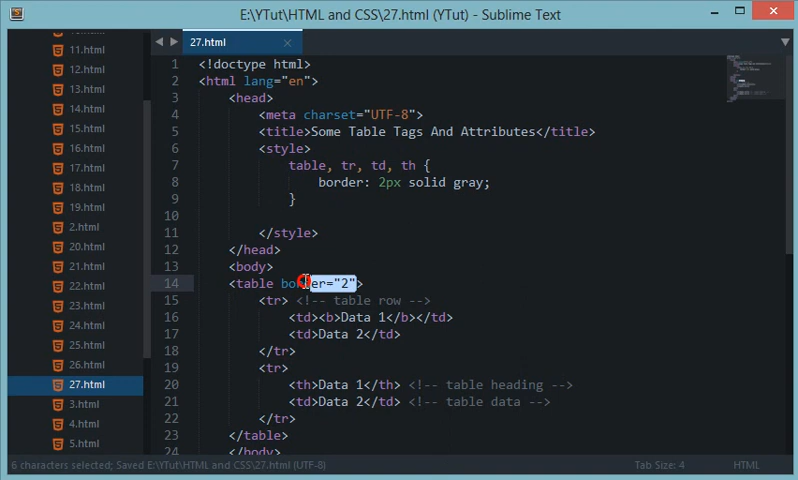 E:\YTut\HTML and CSS\27.html (YTut) - Sublime Text
27.html
11.html
12.html
13.html
14.html
15.html
16.html
17.html
18.html
19.html
2.html
20.html
21.html
22.html
23.html
24.html
25.html
26.html
27.html
3.html
4.html
5.html
1 <!doctype html>
2 <html lang="en">
3 <head>
4 <meta charset="UTF-8">
5 <title>Some Table Tags And Attributes</title>
6 <style>
7 table, tr, td, th {
8 border: 2px solid gray;
9 }
10
11 </style>
12 </head>
13 <body>
14 <table border="2">
15 <tr> <!-- table row -->
16 <td><b>Data 1</b></td>
17 <td>Data 2</td>
18 </tr>
19 <tr>
20 <th>Data 1</th> <!-- table heading -->
21 <td>Data 2</td> <!-- table data -->
22 </tr>
23 </table>
24 </body>
6 characters selected; Saved E:\YTut\HTML and CSS\27.html (UTF-8)
Tab Size: 4
HTML